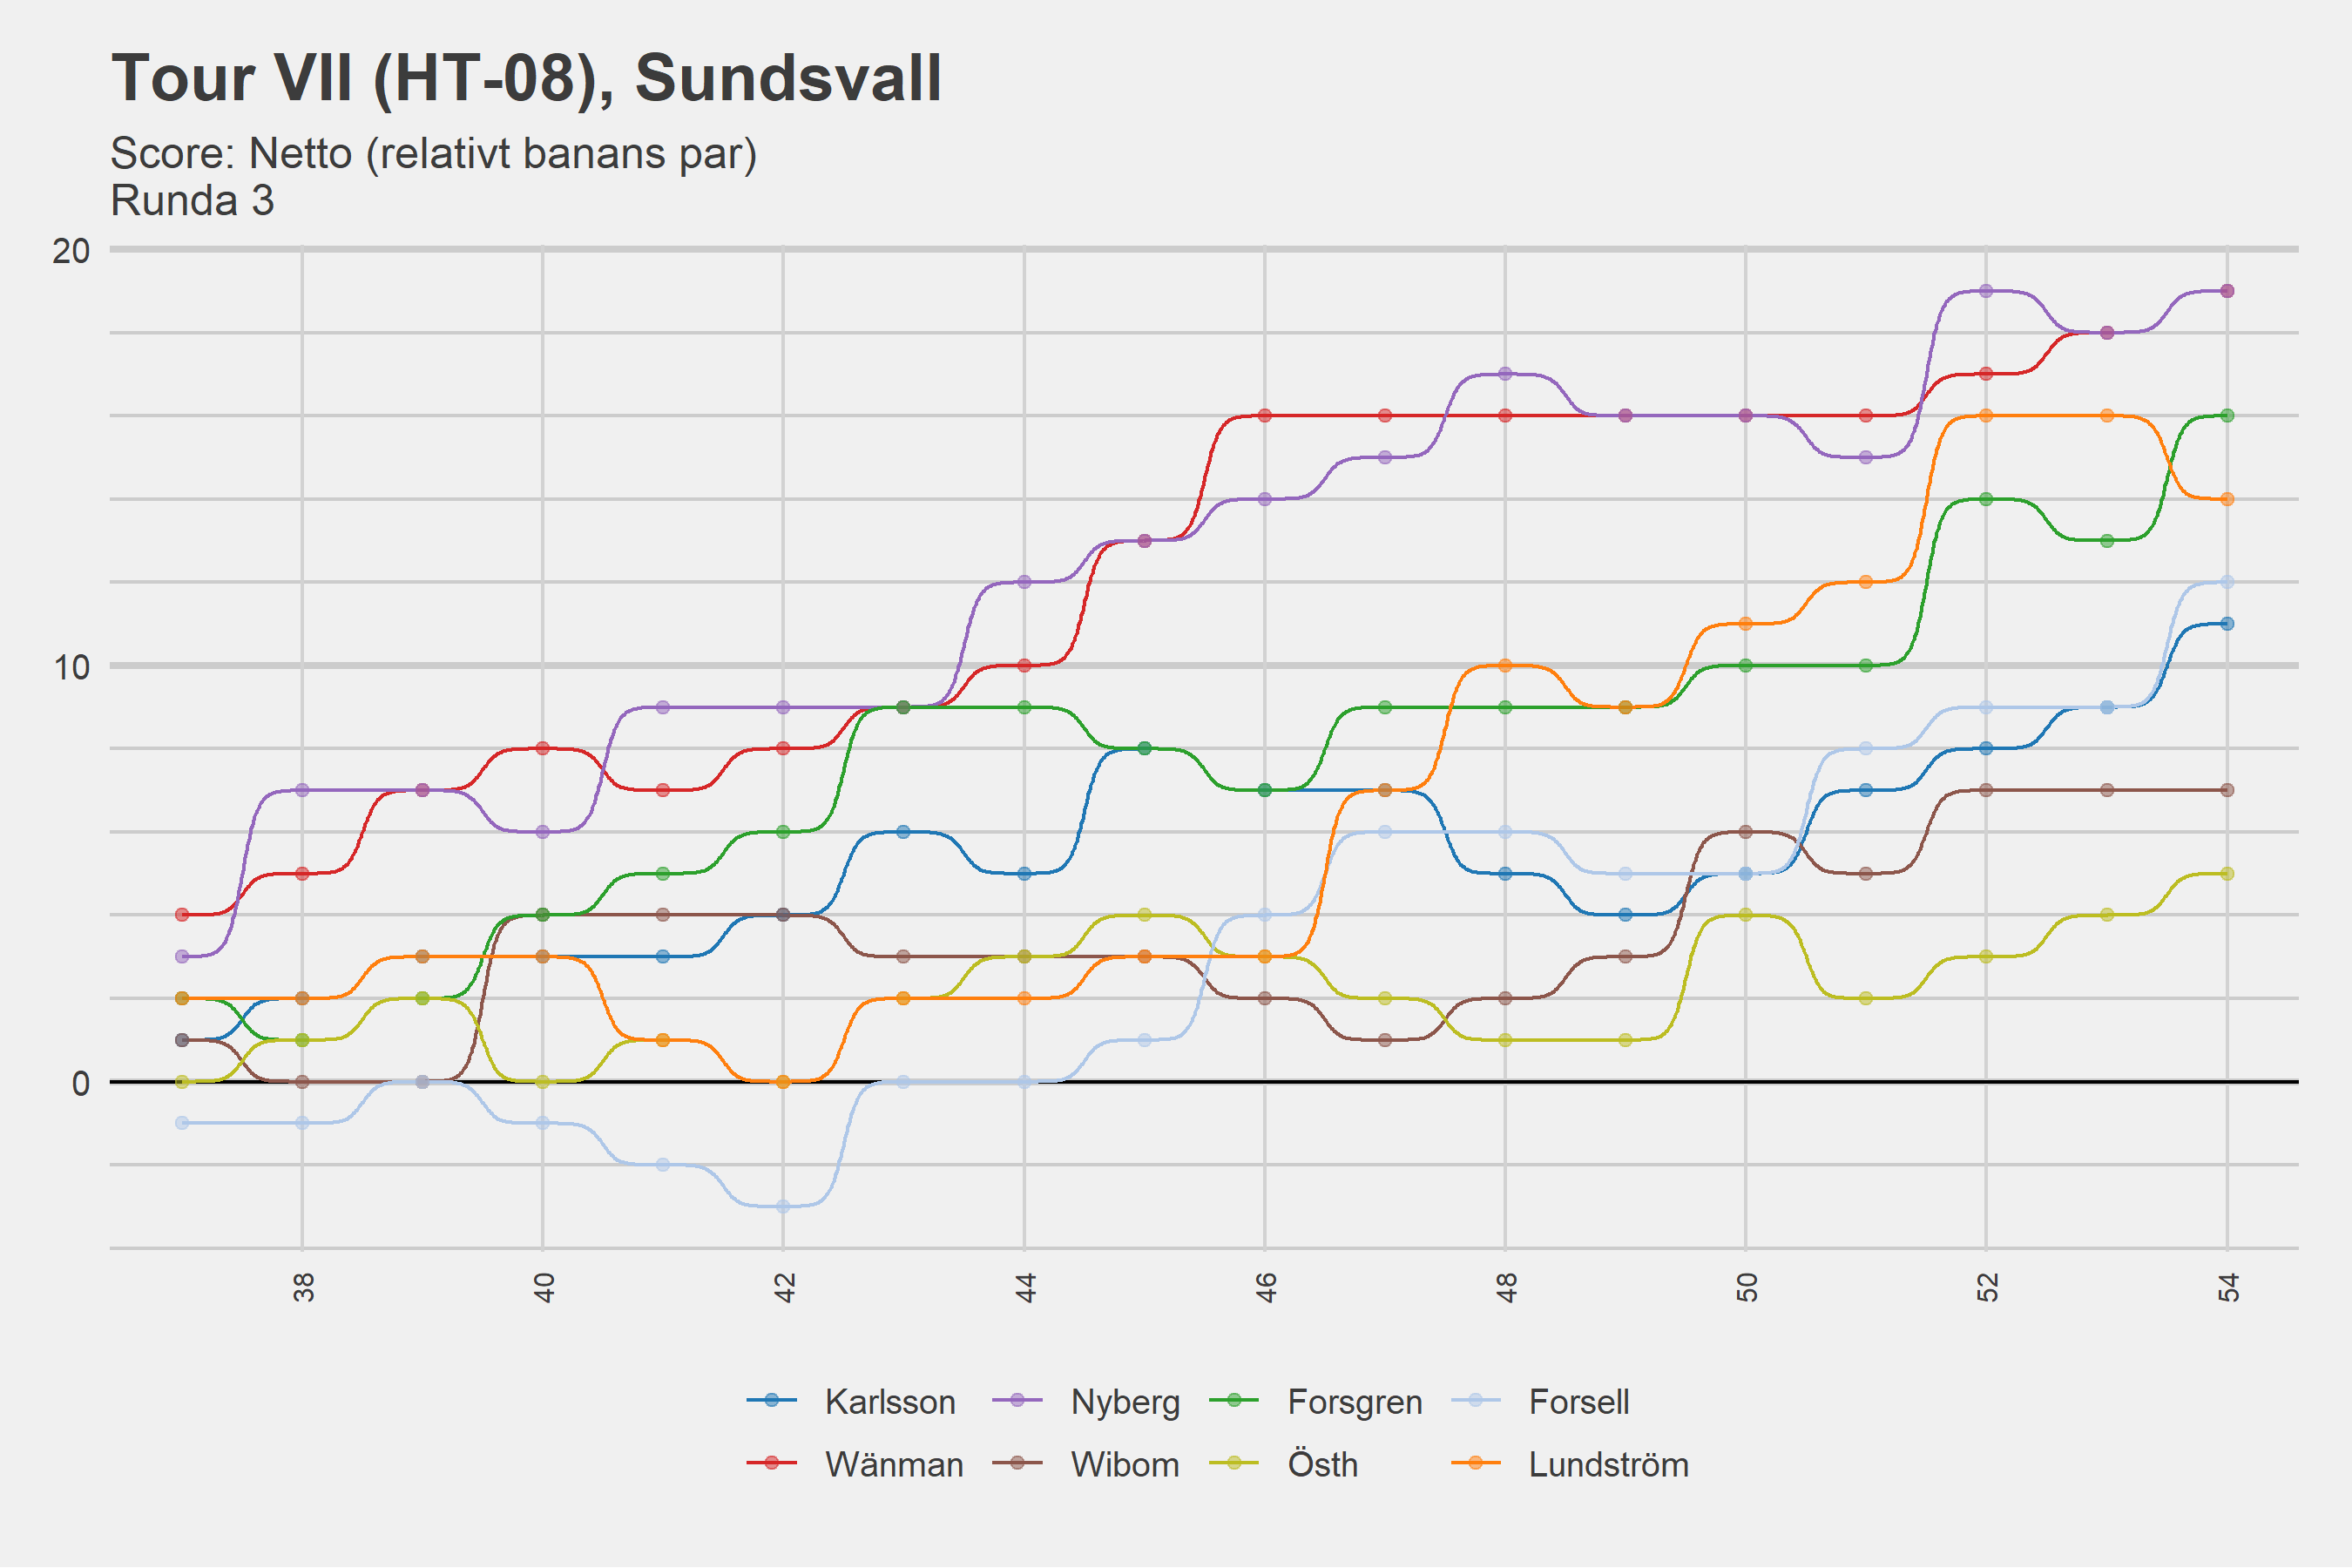 Tour VII (HT-08), Sundsvall
Score: Netto (relativt banans par)
Runda 3
20
10
0
38 40 42 44 46 48 50 52 54
Karlsson Nyberg Forsgren Forsell
Wänman Wibom Östh Lundström